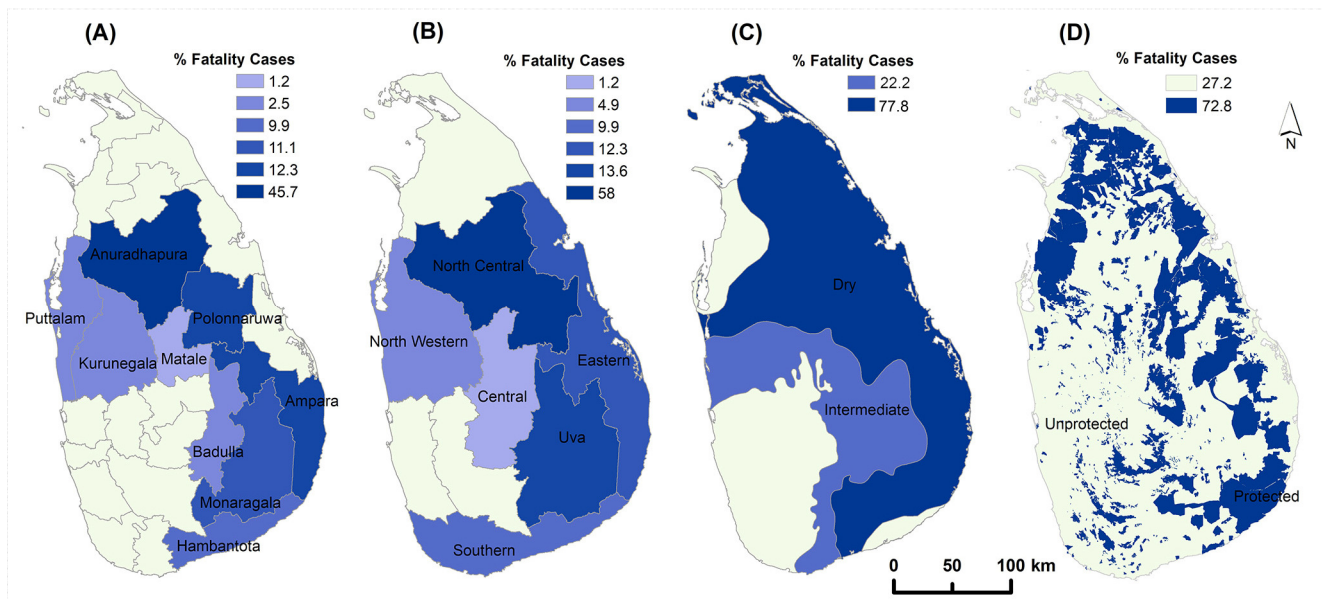 (A)
% Fatality Cases
1.2
2.5
9.9
11.1
12.3
45.7
Anuradhapura
Puttalam
Polonnaruwa
Kurunegala
Matale
Ampara
Badulla
Monaragala
Hambantota
(B)
% Fatality Cases
1.2
4.9
9.9
12.3
13.6
58
North Central
North Western
Eastern
Central
Uva
Southern
(C)
% Fatality Cases
22.2
77.8
Dry
Intermediate
(D)
% Fatality Cases
27.2
72.8
N
Unprotected
Protected
0 50 100 km